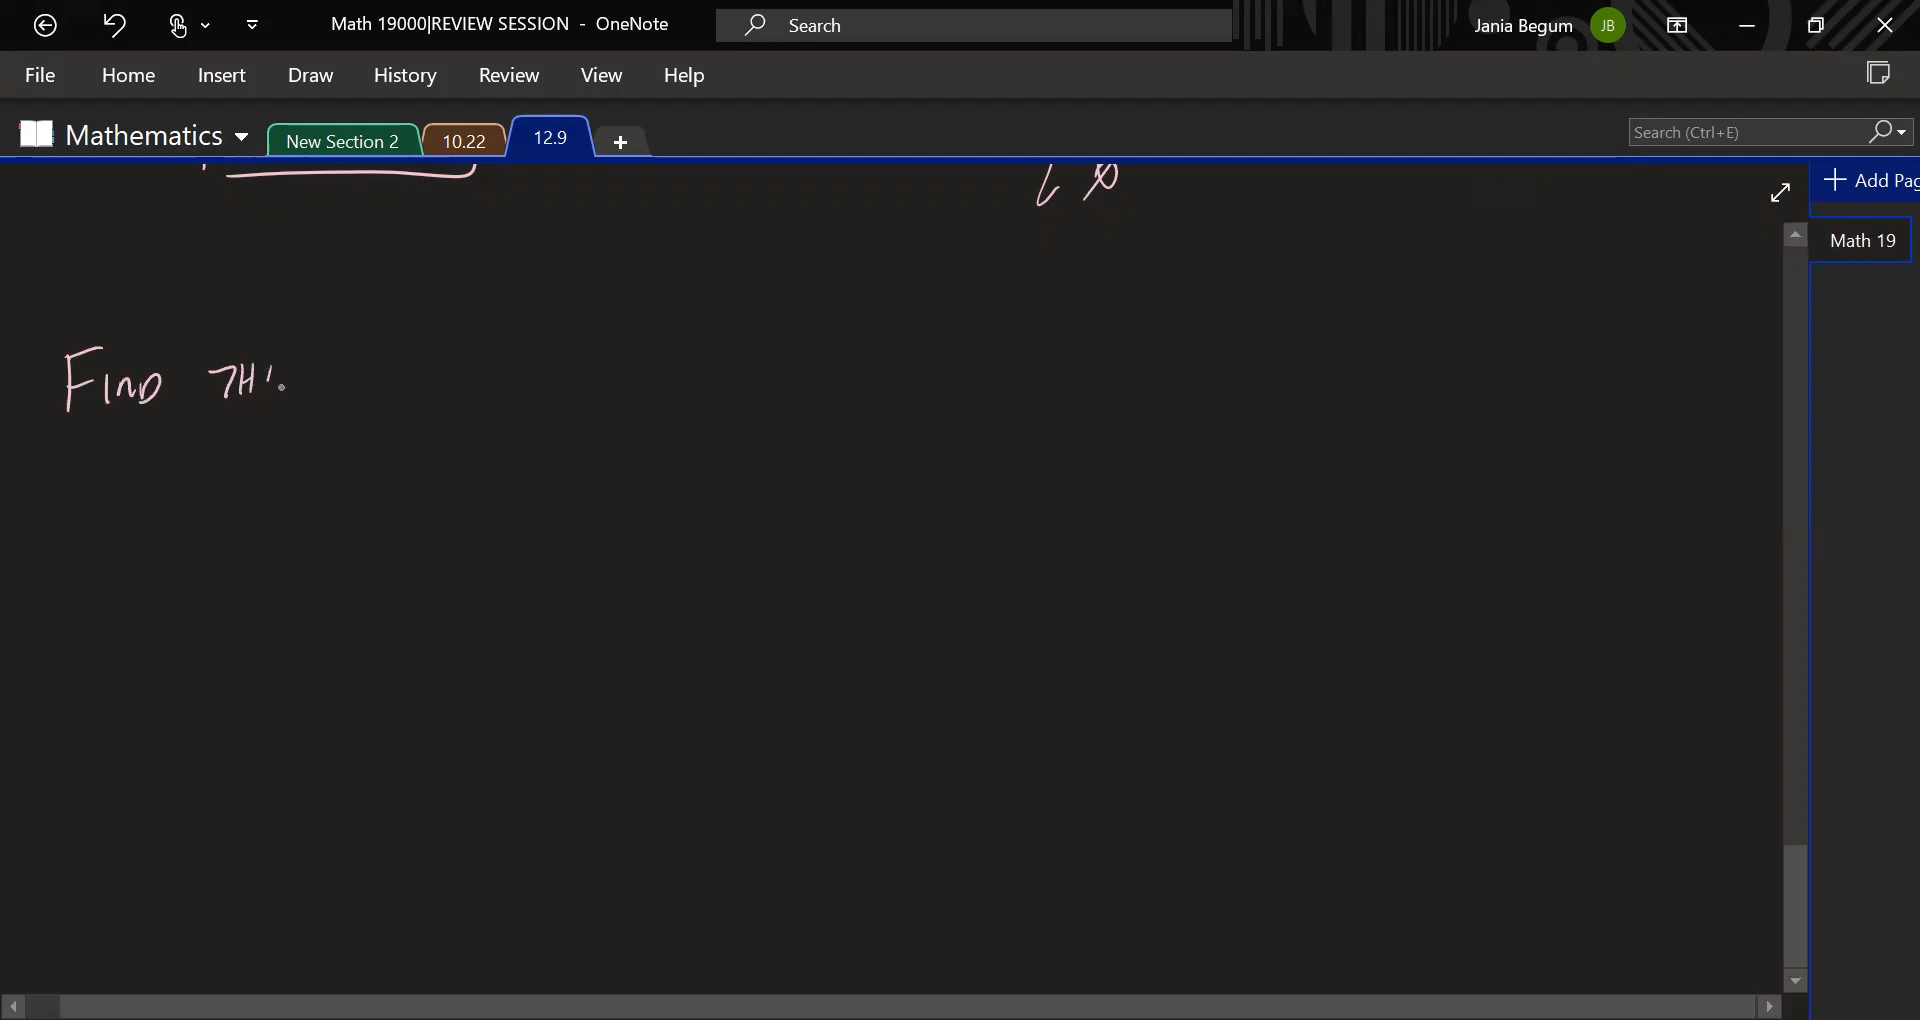 Math 19000|REVIEW SESSION - OneNote
Search
Jania Begum
JB
File Home Insert Draw History Review View Help
Mathematics
New Section 2
10.22
12.9
+
Search (Ctrl+E)
Add Pag
Math 19
FIND THI